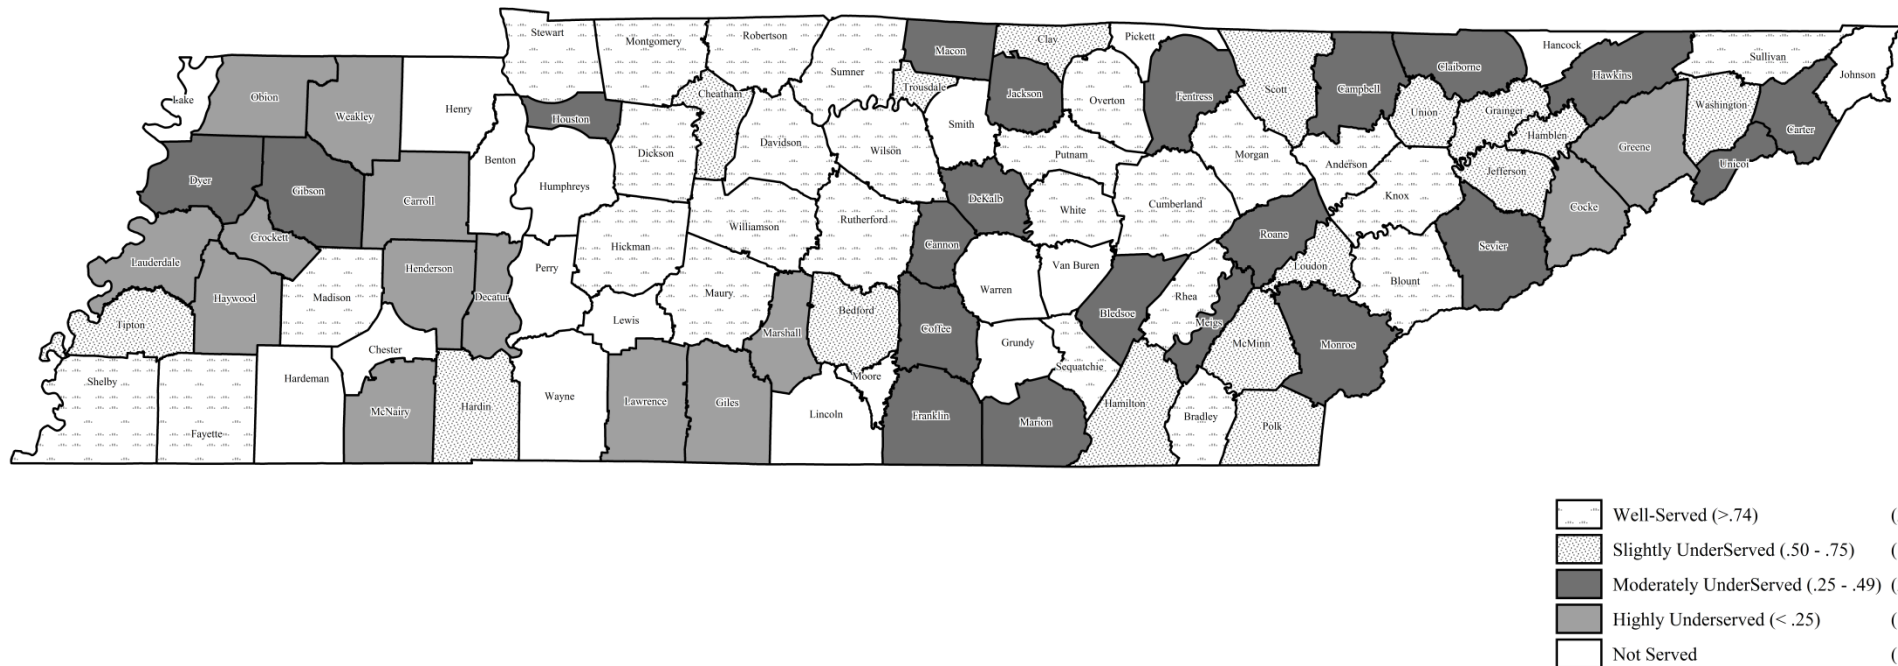 Stewart
Montgomery
Robertson
Sumner
Macon
Clay
Pickett
Hancock
Sullivan
Johnson
Lake
Obion
Weakley
Henry
Houston
Cheatham
Trousdale
Jackson
Overton
Fentress
Scott
Campbell
Claiborne
Hawkins
Union
Grainger
Hamblen
Washington
Carter
Greene
Unicoi
Benton
Dickson
Davidson
Wilson
Smith
Putnam
Morgan
Anderson
Knox
Jefferson
Dyer
Gibson
Carroll
Humphreys
DeKalb
White
Cumberland
Cocke
Crockett
Hickman
Williamson
Rutherford
Cannon
Roane
Sevier
Lauderdale
Haywood
Madison
Henderson
Decatur
Perry
Maury
Warren
Van Buren
Rhea
Loudon
Blount
Tipton
Lewis
Marshall
Bedford
Coffee
Bledsoe
Meigs
McMinn
Monroe
Chester
Grundy
Sequatchie
Shelby
Fayette
Hardeman
McNairy
Hardin
Wayne
Lawrence
Giles
Moore
Lincoln
Franklin
Marion
Hamilton
Bradley
Polk
Well-Served (>.74) (
Slightly UnderServed (.50 - .75) (
Moderately UnderServed (.25 - .49) (
Highly Underserved (< .25) (
Not Served (